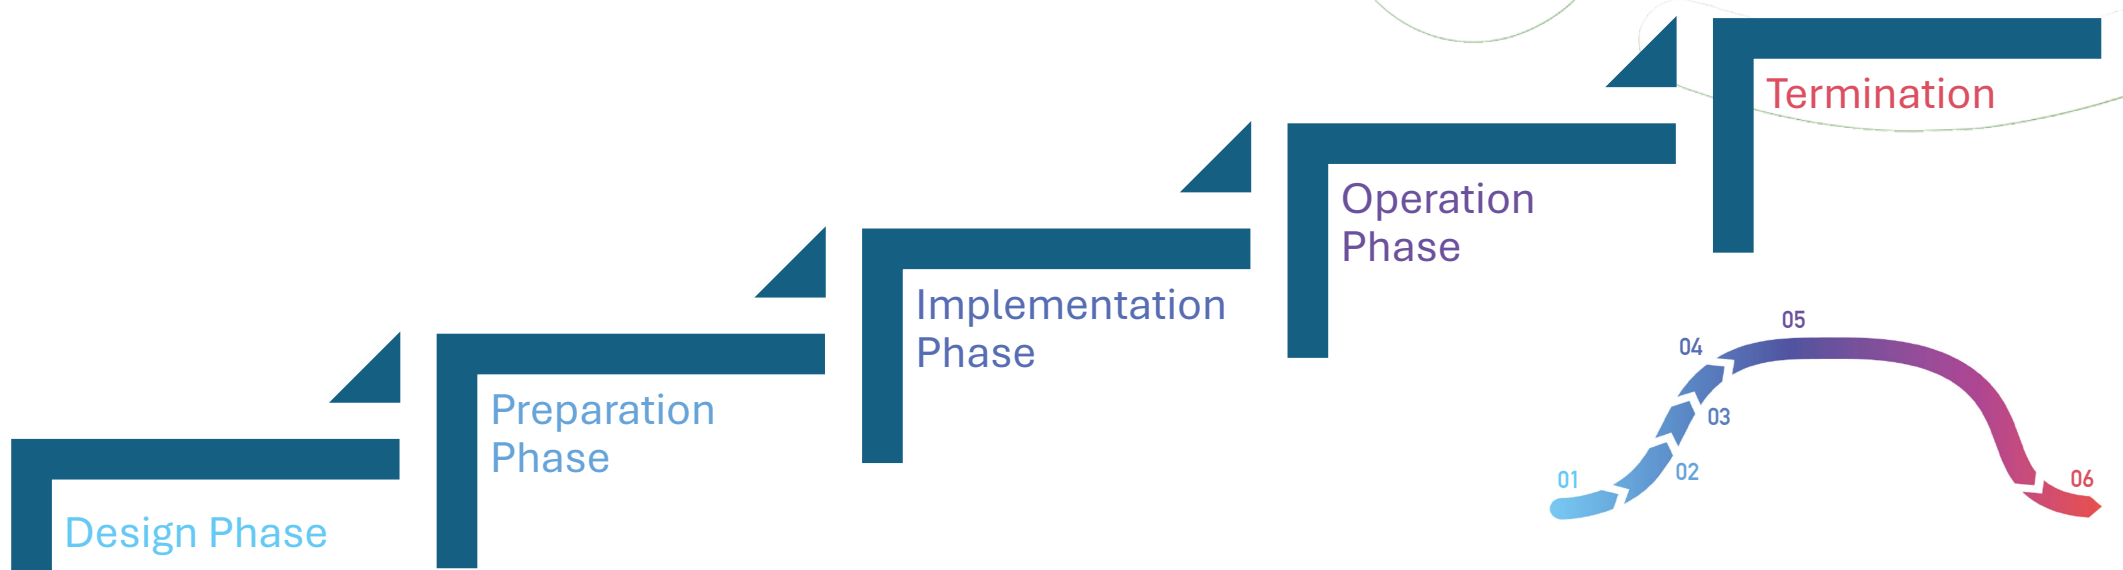 Design Phase
Preparation
Phase
Implementation
Phase
Operation
Phase
Termination
01
02
03
04
05
06